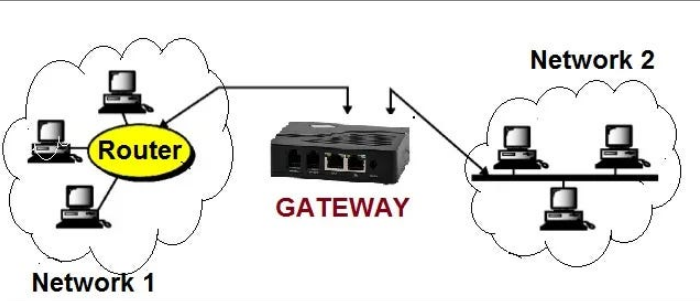 Network 2
Router
GATEWAY
Network 1